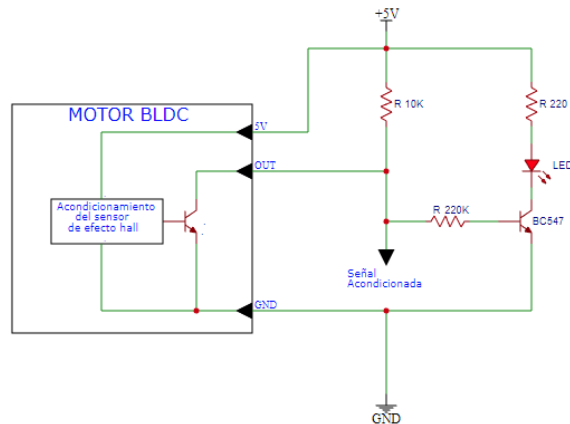 +5V
MOTOR BLDC
5V
R 10K
R 220
OUT
LED
Acondicionamiento
del sensor
de efecto hall
R 220K
BC547
Señal
Acondicionada
GND
GND